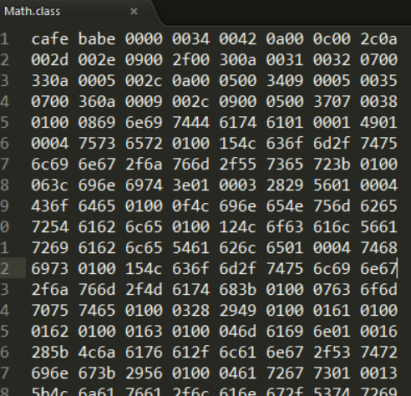 Math.class ×
1 cafe babe 0000 0034 0042 0a00 0c00 2c0a
2 002d 002e 0900 2f00 300a 0031 0032 0700
3 330a 0005 002c 0a00 0500 3409 0005 0035
4 0700 360a 0009 002c 0900 0500 3707 0038
5 0100 0869 6e69 7444 6174 6101 0001 4901
6 0004 7573 6572 0100 154c 636f 6d2f 7475
7 6c69 6e67 2f6a 766d 2f55 7365 723b 0100
8 063c 696e 6974 3e01 0003 2829 5601 0004
9 436f 6465 0100 0f4c 696e 654e 756d 6265
0 7254 6162 6c65 0100 124c 6f63 616c 5661
1 7269 6162 6c65 5461 626c 6501 0004 7468
2 6973 0100 154c 636f 6d2f 7475 6c69 6e67
3 2f6a 766d 2f4d 6174 683b 0100 0763 6f6d
4 7075 7465 0100 0328 2949 0100 0161 0100
5 0162 0100 0163 0100 046d 6169 6e01 0016
6 285b 4c6a 6176 612f 6c61 6e67 2f53 7472
7 696e 673b 2956 0100 0461 7267 7301 0013
8 5b4c 6a61 7661 2f6c 616e 672f 5374 7269